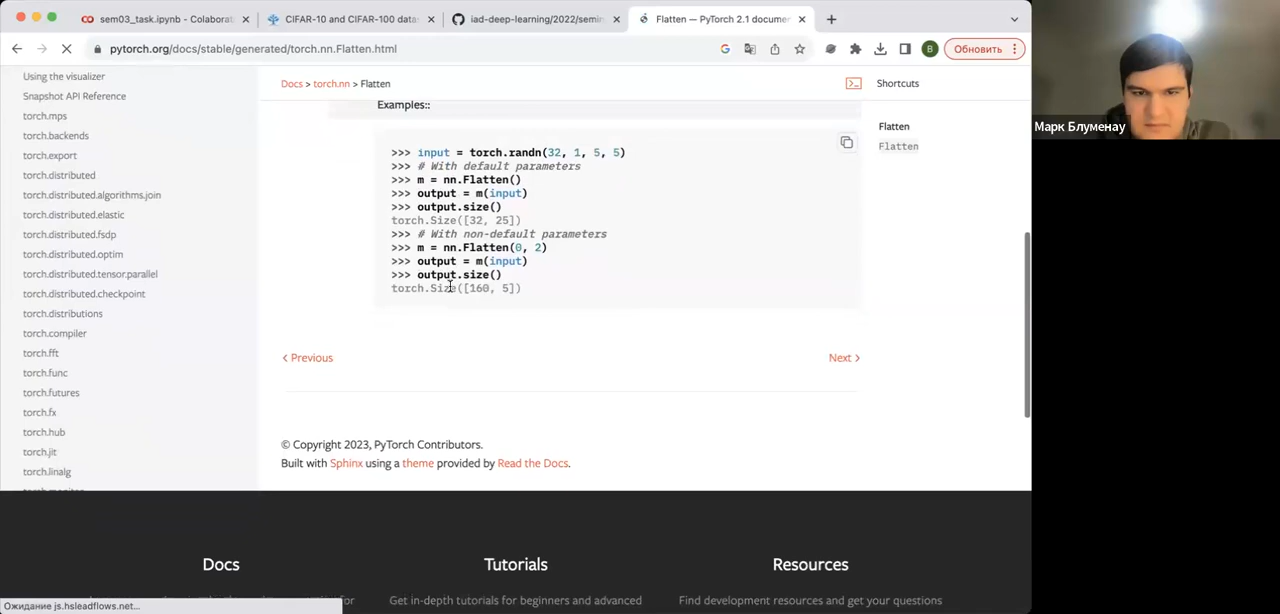 sem03_task.ipynb - Colaborat
CIFAR-10 and CIFAR-100 data
iad-deep-learning/2022/semin
Flatten — PyTorch 2.1 documen
pytorch.org/docs/stable/generated/torch.nn.Flatten.html
B
Обновить
Using the visualizer
Snapshot API Reference
torch.mps
torch.backends
torch.export
torch.distributed
torch.distributed.algorithms.join
torch.distributed.elastic
torch.distributed.fsdp
torch.distributed.optim
torch.distributed.tensor.parallel
torch.distributed.checkpoint
torch.distributions
torch.compiler
torch.fft
torch.func
torch.futures
torch.fx
torch.hub
torch.jit
torch.linalg
Docs > torch.nn > Flatten
Shortcuts
Examples::
>>> input = torch.randn(32, 1, 5, 5)
>>> # With default parameters
>>> m = nn.Flatten()
>>> output = m(input)
>>> output.size()
torch.Size([32, 25])
>>> # With non-default parameters
>>> m = nn.Flatten(0, 2)
>>> output = m(input)
>>> output.size()
torch.Size([160, 5])
Flatten
Flatten
< Previous
Next >
© Copyright 2023, PyTorch Contributors.
Built with Sphinx using a theme provided by Read the Docs.
Docs
Tutorials
Resources
Get in-depth tutorials for beginners and advanced
Find development resources and get your questions
Ожидание js.hsleadflows.net...
Марк Блуменау